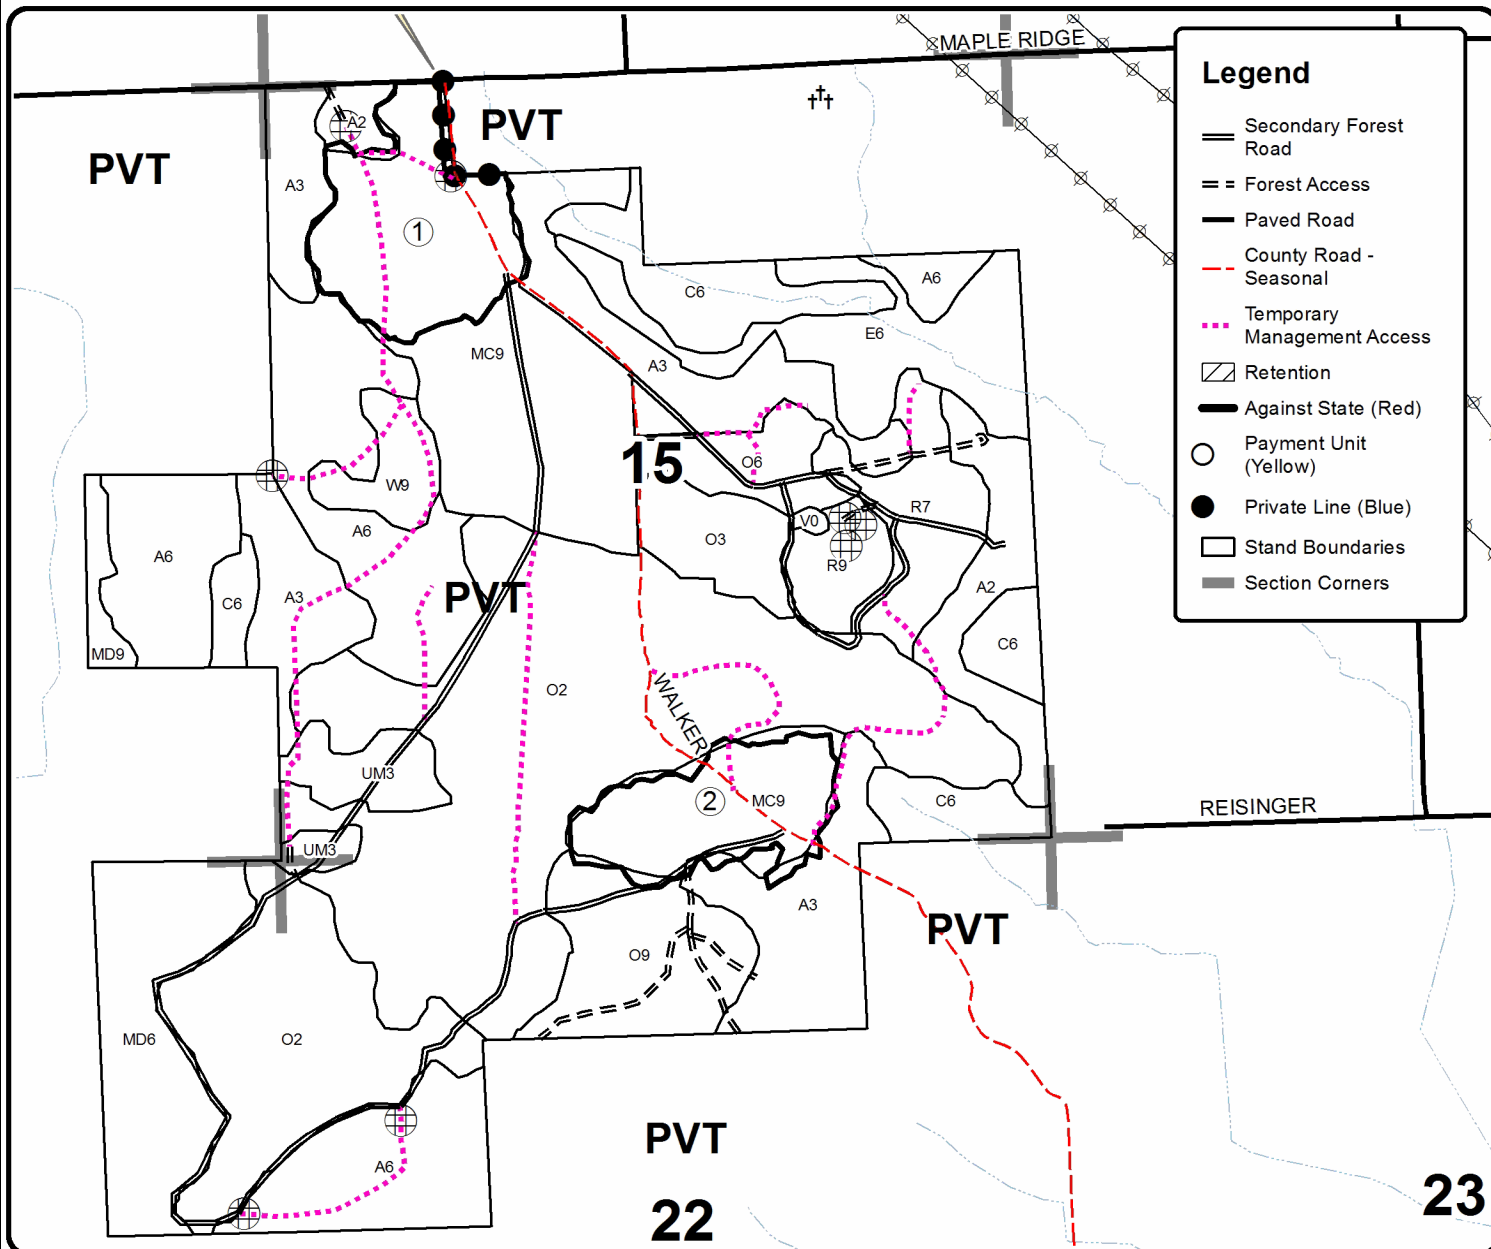 MAPLE RIDGE
Legend
Secondary Forest
Road
Forest Access
Paved Road
County Road -
Seasonal
Temporary
Management Access
Retention
Against State (Red)
Payment Unit
(Yellow)
Private Line (Blue)
Stand Boundaries
Section Corners
PVT
PVT
A2
A3
1
C6
A6
E6
MC9
A3
15
O6
W9
R7
V0
A6
O3
A6
R9
A2
C6
A3
PVT
C6
MD9
O2
WALKER
UM3
2
MC9
C6
REISINGER
UM3
A3
PVT
O9
MD6
O2
PVT
A6
22
23